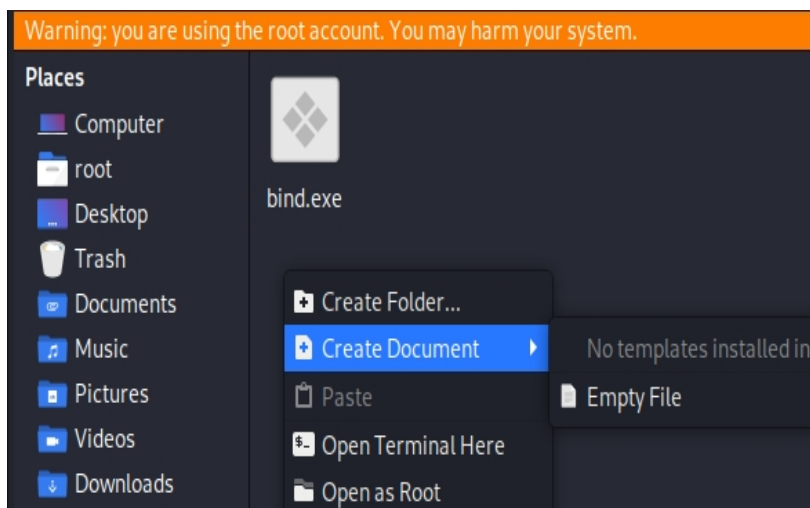 Warning: you are using the root account. You may harm your system.
Places
Computer
root
Desktop
Trash
Documents
Music
Pictures
Videos
Downloads
bind.exe
Create Folder...
Create Document
Paste
Open Terminal Here
Open as Root
No templates installed in
Empty File